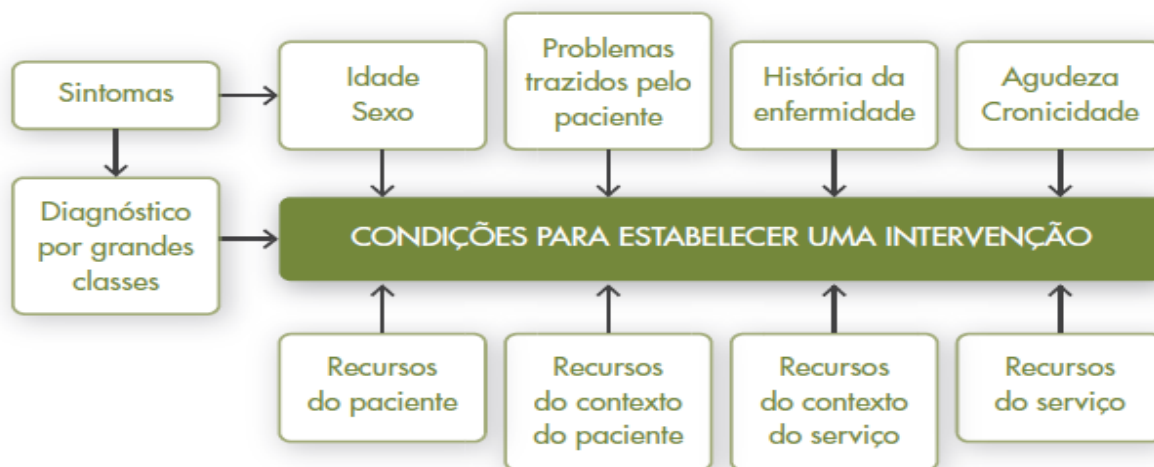 Sintomas
Idade
Sexo
Problemas
trazidos pelo
paciente
História da
enfermidade
Agudeza
Cronicidade
Diagnóstico
por grandes
classes
CONDIÇÕES PARA ESTABELECER UMA INTERVENÇÃO
Recursos
do paciente
Recursos
do contexto
do paciente
Recursos
do contexto
do serviço
Recursos
do serviço